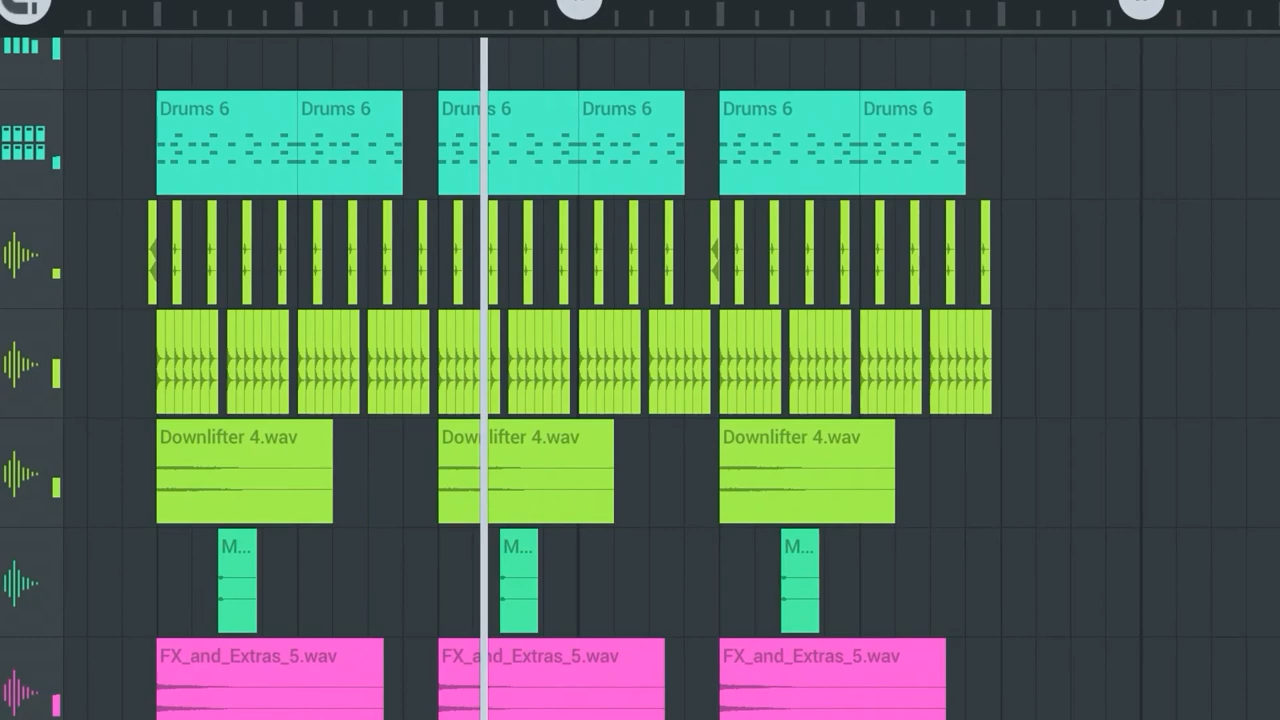 Drums 6 Drums 6 Drums 6 Drums 6 Drums 6 Drums 6
Downlifter 4.wav Downlifter 4.wav Downlifter 4.wav
M... M... M...
FX_and_Extras_5.wav FX_and_Extras_5.wav FX_and_Extras_5.wav